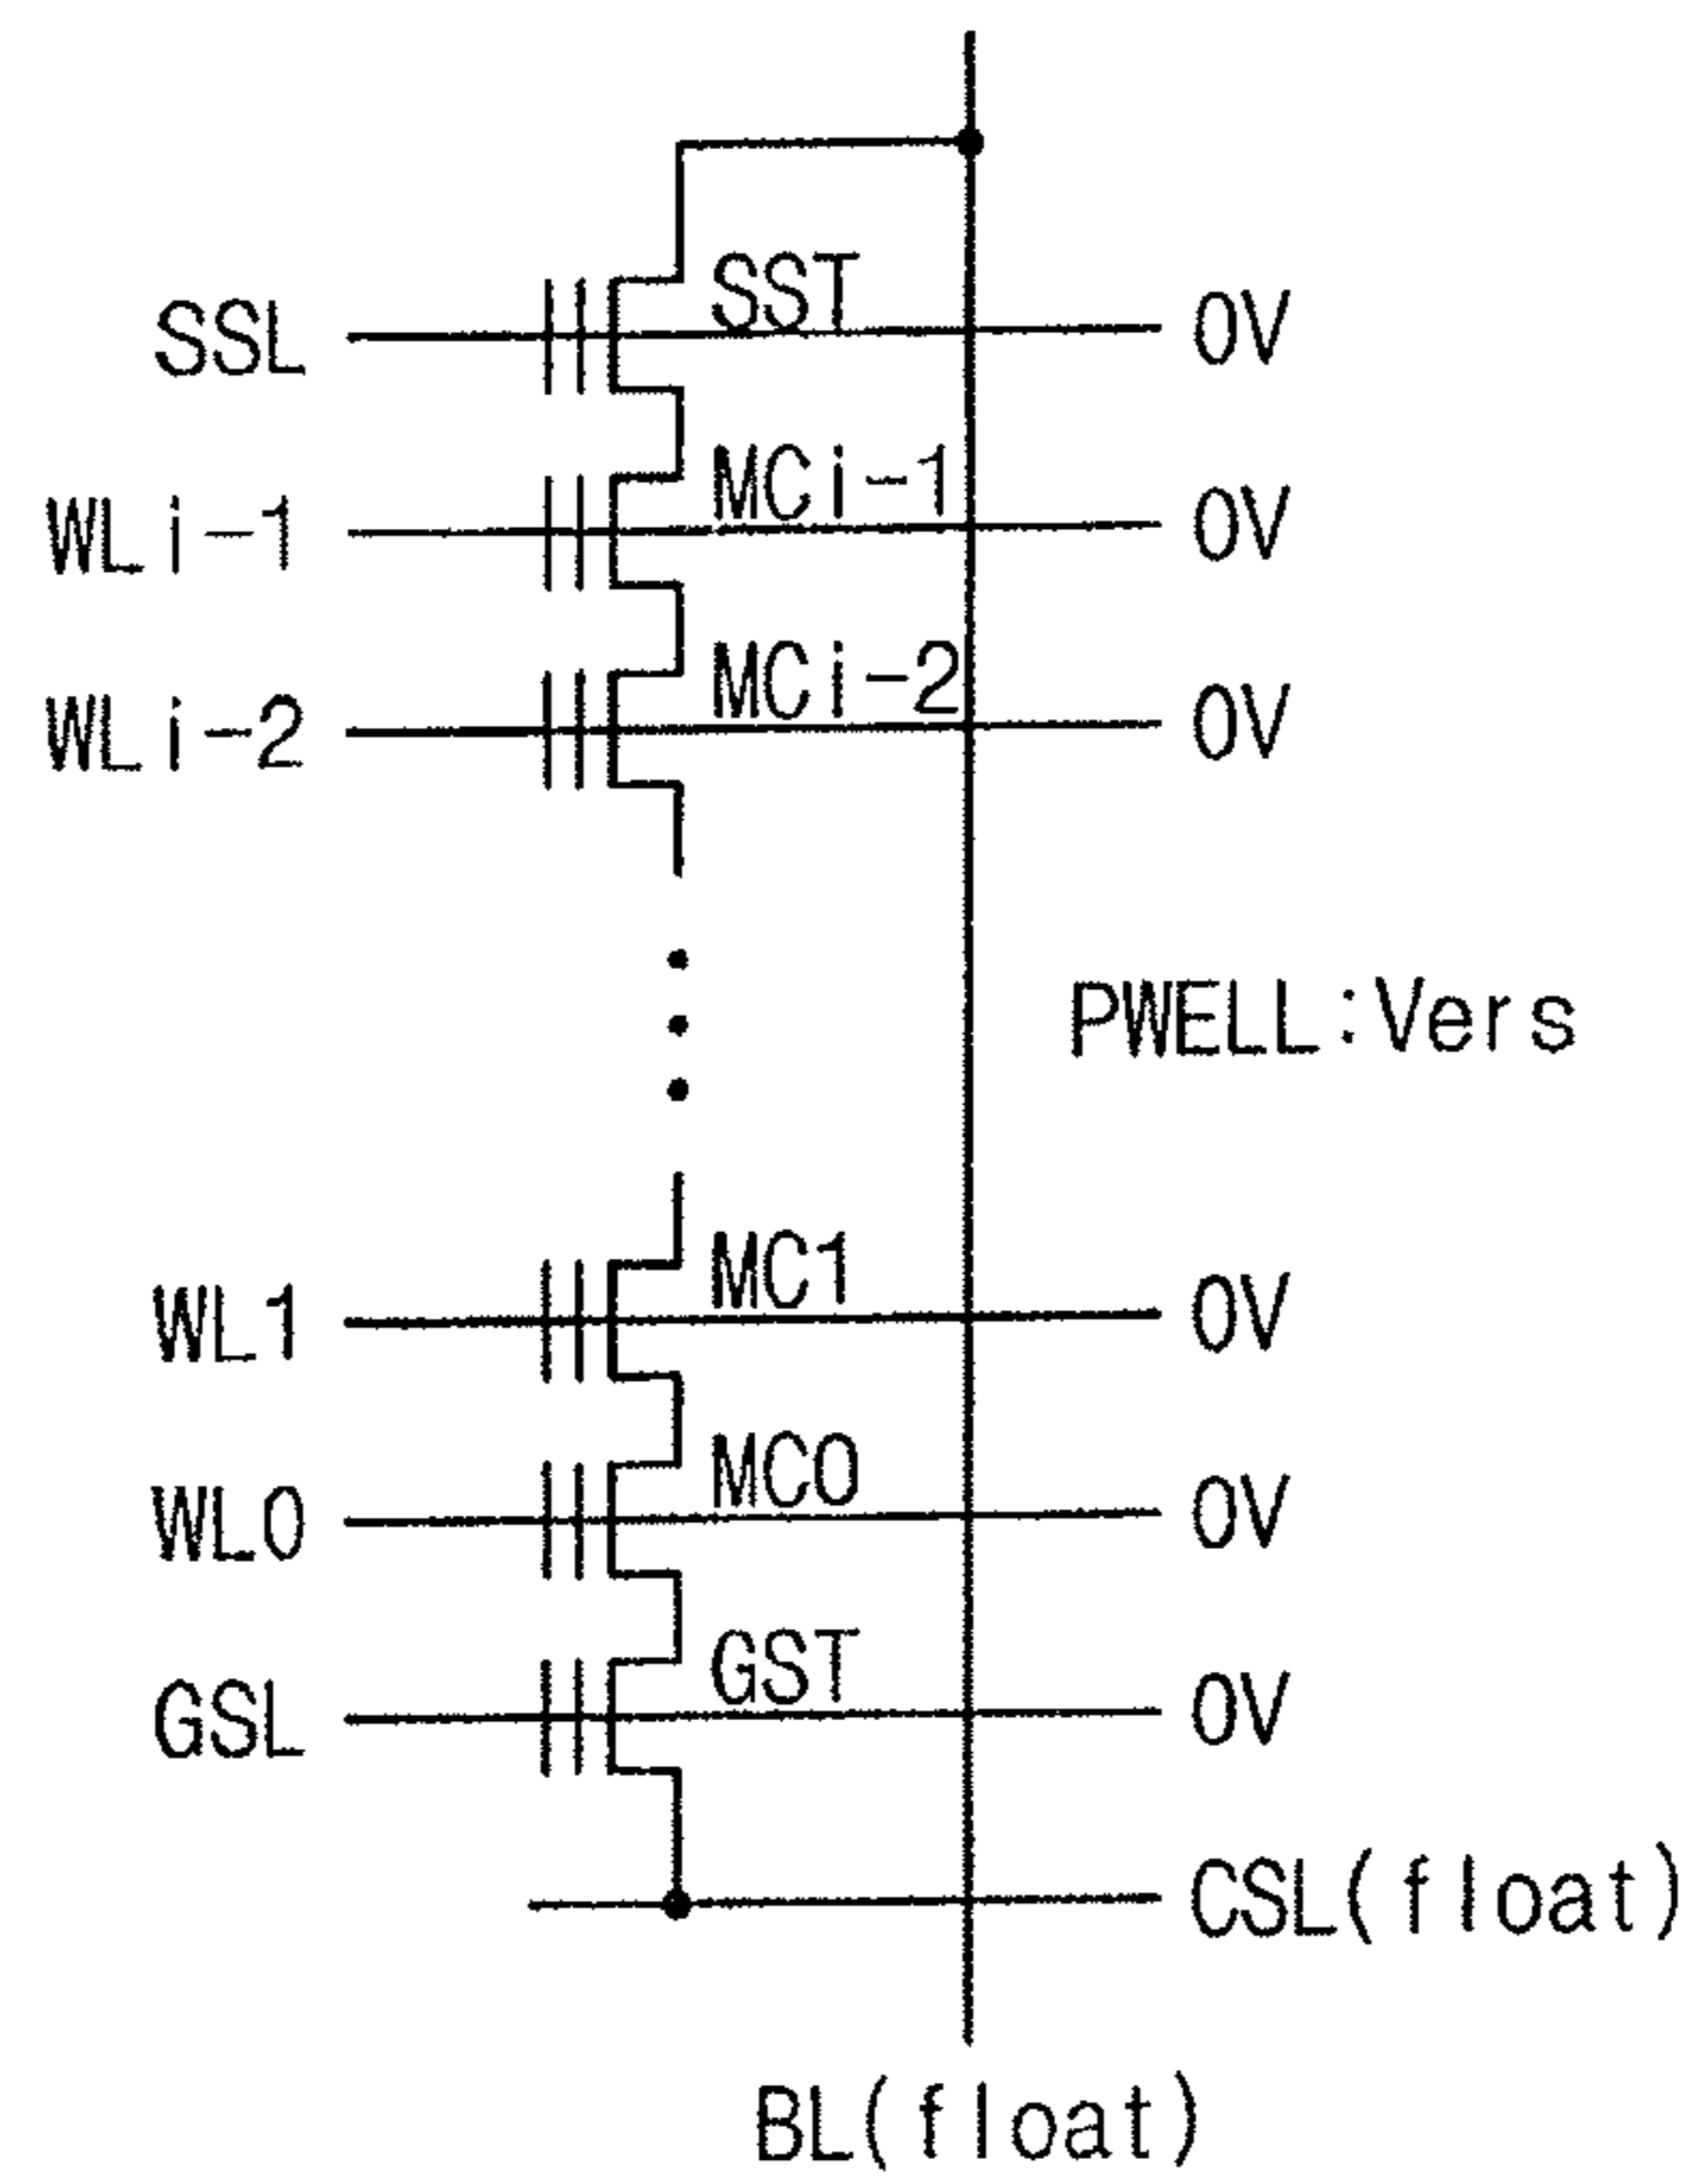 SST
SSL 0V
MCi-1
WLi-1 0V
MCi-2
WLi-2 0V
PWELL:Vers
MC1
WL1 0V
MC0
WL0 0V
GST
GSL 0V
CSL(float)
BL(float)